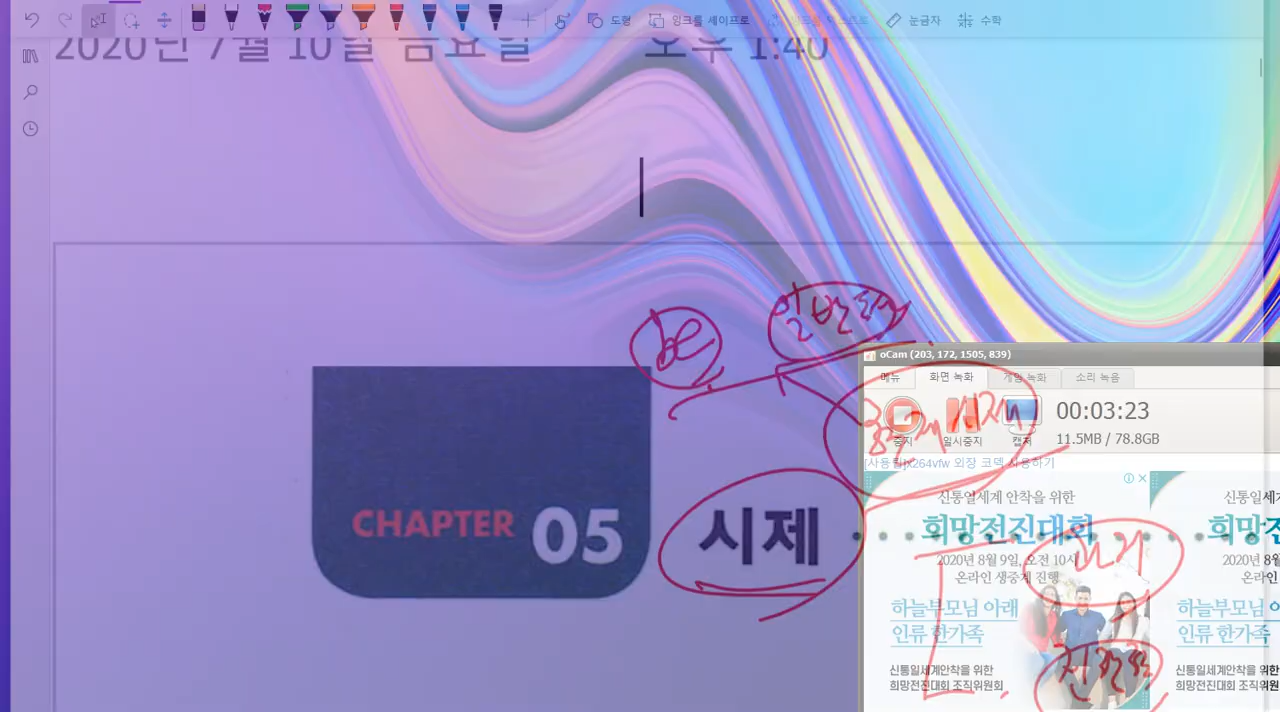 도형 잉크를 셰이프로 눈금자 수학
2020년 7월 10일 금요일 오후 1:40
be 일반동사
oCam (203, 172, 1505, 839)
메뉴 화면 녹화 게임 녹화 소리 녹음
00:03:23
중지 일시중지 캡처 11.5MB / 78.8GB
시제
[사용팁]x264vfw 외장 코덱 사용하기
CHAPTER 05 시제
신통일세계 안착을 위한
희망전진대회
2020년 8월 9일, 오전 10시
온라인 생중계 진행
하늘부모님 아래
인류 한가족
신통일세계안착을 위한
희망전진대회 조직위원회
신통일세
희망전
2020년 8
온라인
하늘부모님 아
인류 한가족
신통일세계안착을 위한
희망전진대회 조직위원
과거